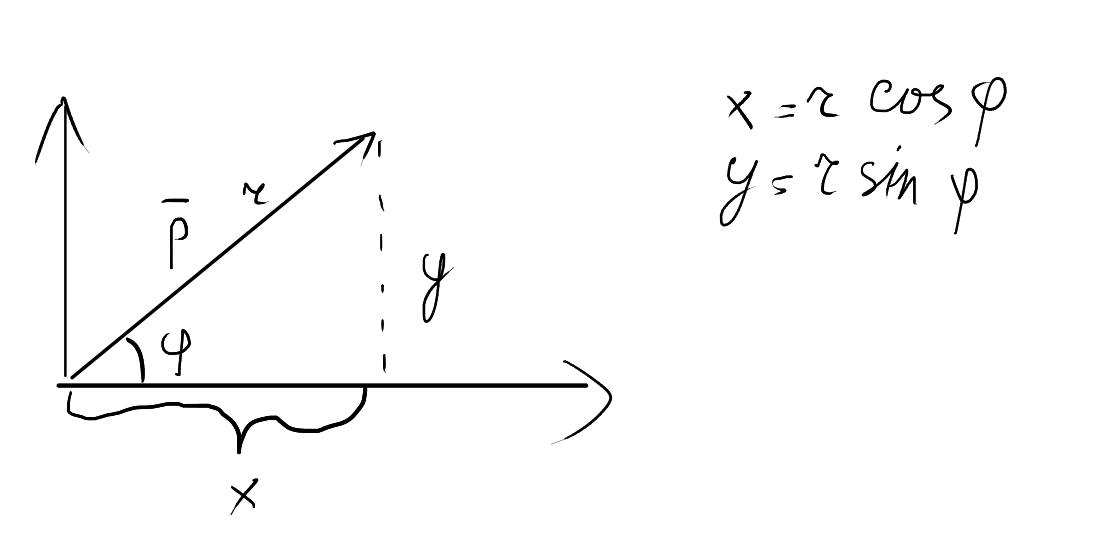 x = r cos φ
y = r sin φ
r
p̅
y
φ
x